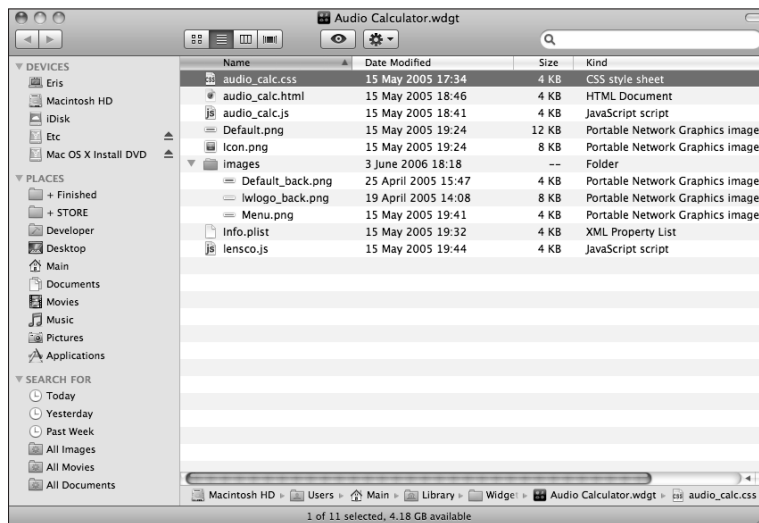 Audio Calculator.wdgt
Name Date Modified Size Kind
DEVICES
Eris
Macintosh HD
iDisk
Etc
Mac OS X Install DVD
PLACES
+ Finished
+ STORE
Developer
Desktop
Main
Documents
Movies
Music
Pictures
Applications
SEARCH FOR
Today
Yesterday
Past Week
All Images
All Movies
All Documents
css audio_calc.css 15 May 2005 17:34 4 KB CSS style sheet
audio_calc.html 15 May 2005 18:46 4 KB HTML Document
js audio_calc.js 15 May 2005 18:41 4 KB JavaScript script
Default.png 15 May 2005 19:24 12 KB Portable Network Graphics image
Icon.png 15 May 2005 19:24 8 KB Portable Network Graphics image
images 3 June 2006 18:18 -- Folder
Default_back.png 25 April 2005 15:47 4 KB Portable Network Graphics image
lwlogo_back.png 19 April 2005 14:08 8 KB Portable Network Graphics image
Menu.png 15 May 2005 19:41 4 KB Portable Network Graphics image
Info.plist 15 May 2005 19:32 4 KB XML Property List
js lensco.js 15 May 2005 19:44 4 KB JavaScript script
Macintosh HD Users Main Library Widget Audio Calculator.wdgt css audio_calc.css
1 of 11 selected, 4.18 GB available